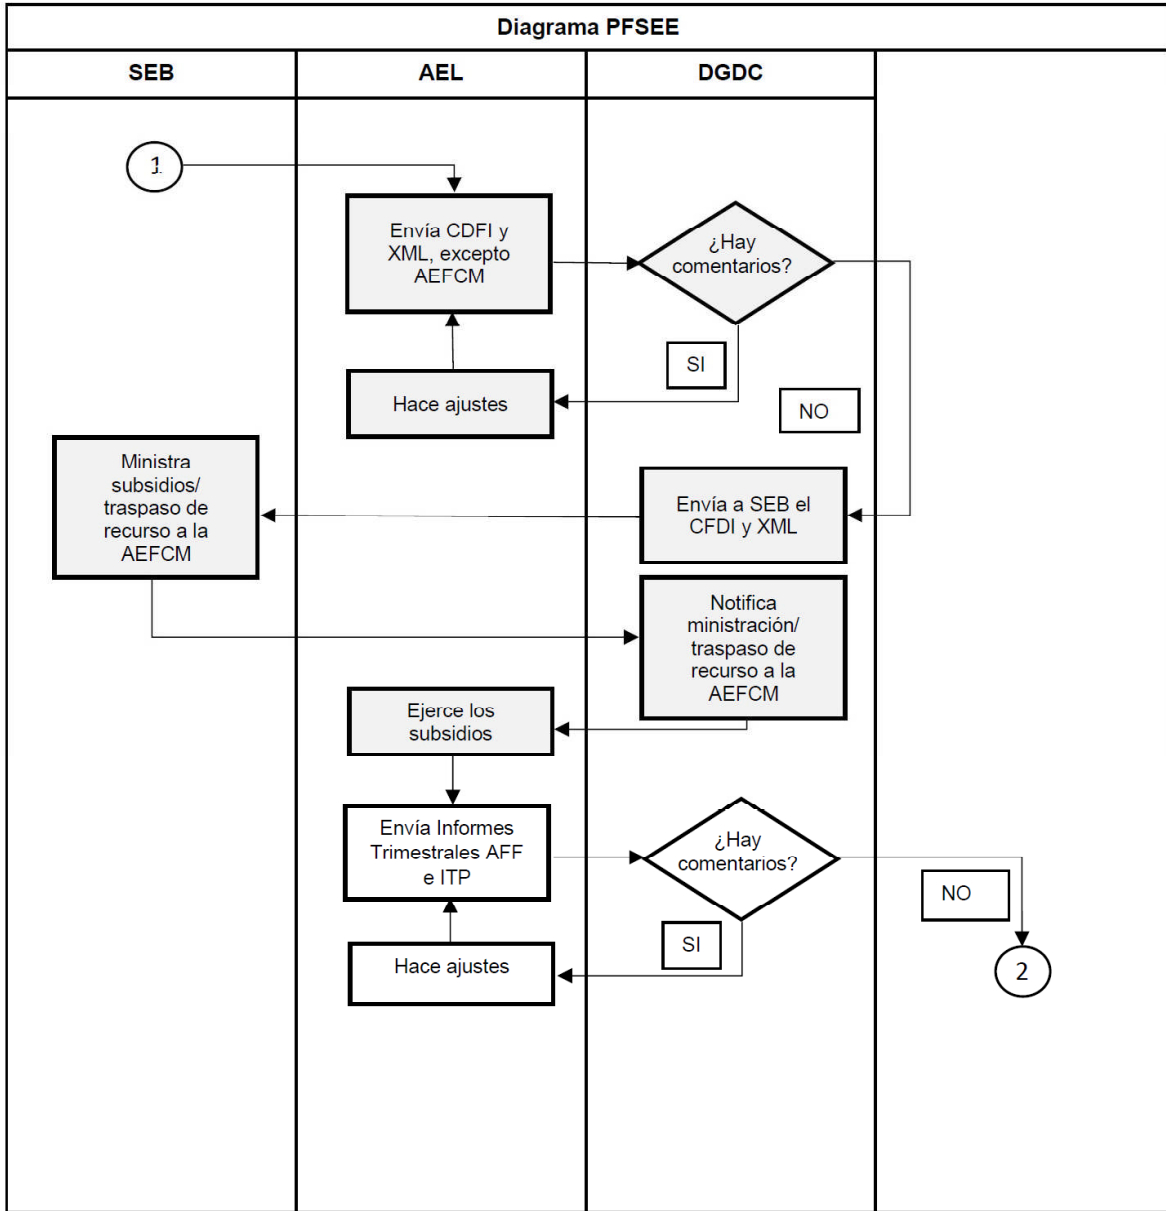 Diagrama PFSEE
SEB
AEL
DGDC
1
Envía CDFI y
XML, excepto
AEFCM
¿Hay
comentarios?
SI
Hace ajustes
NO
Ministra
subsidios/
traspaso de
recurso a la
AEFCM
Envía a SEB el
CFDI y XML
Notifica
ministración/
traspaso de
recurso a la
AEFCM
Ejerce los
subsidios
Envía Informes
Trimestrales AFF
e ITP
¿Hay
comentarios?
NO
SI
Hace ajustes
2